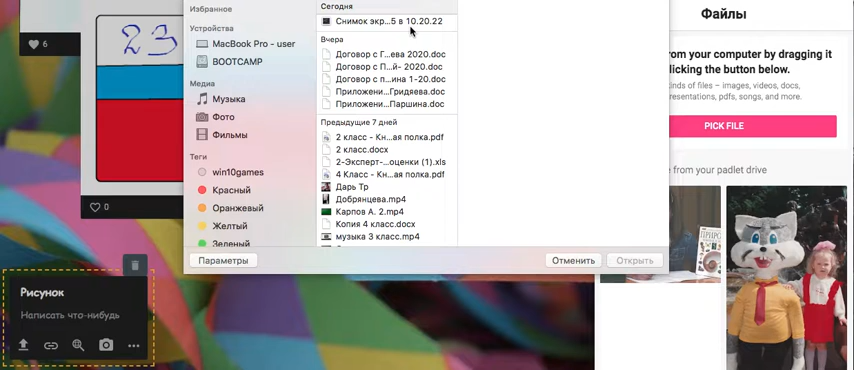 6
23
0
Рисунок
Написать что-нибудь
Избранное
Устройства
MacBook Pro - user
BOOTCAMP
Медиа
Музыка
Фото
Фильмы
Теги
win10games
Красный
Оранжевый
Желтый
Зеленый
Сегодня
Снимок экр...5 в 10.20.22
Вчера
Договор с Г...ева 2020.doc
Договор с П...й- 2020.doc
Договор с п...ина 1-20.doc
Приложени...Гридяева.doc
Приложени...Паршина.doc
Предыдущие 7 дней
2 класс - Кн...ая полка.pdf
2 класс.docx
2-Эксперт-...оценки (1).xls
4 Класс - Кн...ая полка.pdf
Дарь Тр
Добрянцева.mp4
Карпов А. 2.mp4
Копия 4 класс.docx
музыка 3 класс.mp4
Параметры
Отменить
Открыть
Файлы
from your computer by dragging it
licking the button below.
kinds of files – images, videos, docs,
resentations, pdfs, songs, and more.
PICK FILE
e from your padlet drive